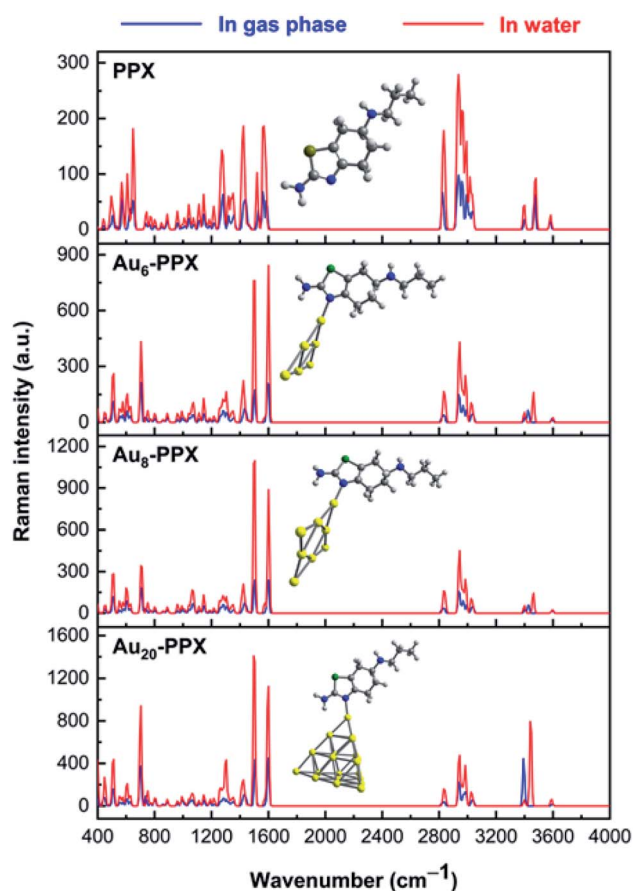 In gas phase In water
PPX
300
200
100
0
Au₆-PPX
900
600
300
0
Au₈-PPX
1200
900
600
300
0
Au₂₀-PPX
1600
1200
800
400
0
Raman intensity (a.u.)
400 800 1200 1600 2000 2400 2800 3200 3600 4000
Wavenumber (cm⁻¹)